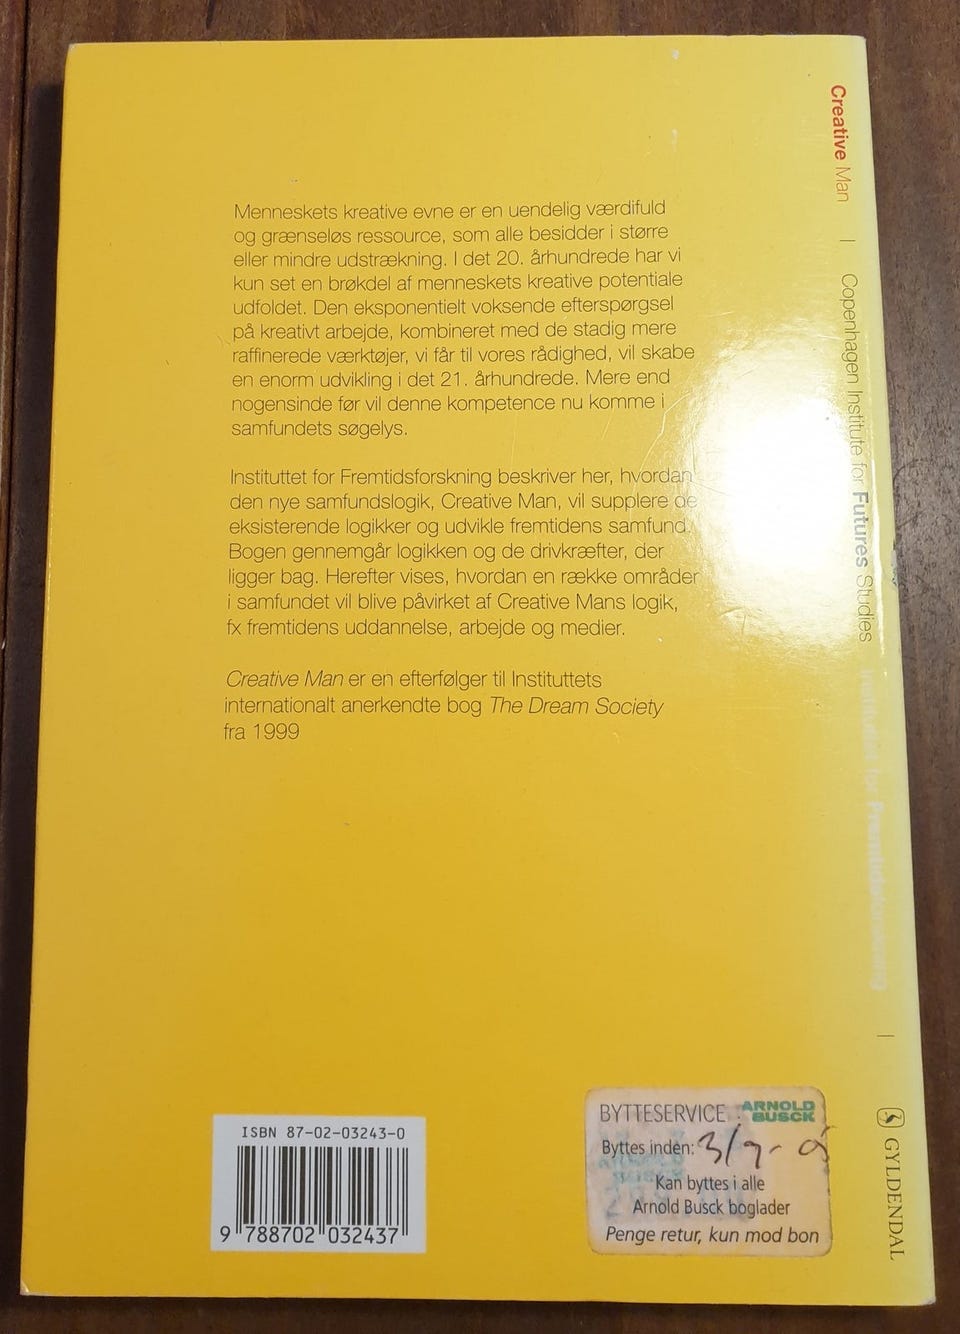 Menneskets kreative evne er en uendelig værdifuld
og grænseløs ressource, som alle besidder i større
eller mindre udstrækning. I det 20. århundrede har vi
kun set en brøkdel af menneskets kreative potentiale
udfoldet. Den eksponentielt voksende efterspørgsel
på kreativt arbejde, kombineret med de stadig mere
raffinerede værktøjer, vi får til vores rådighed, vil skabe
en enorm udvikling i det 21. århundrede. Mere end
nogensinde før vil denne kompetence nu komme i
samfundets søgelys.
Instituttet for Fremtidsforskning beskriver her, hvordan
den nye samfundslogik, Creative Man, vil supplere de
eksisterende logikker og udvikle fremtidens samfund.
Bogen gennemgår logikken og de drivkræfter, der
ligger bag. Herefter vises, hvordan en række områder
i samfundet vil blive påvirket af Creative Mans logik,
fx fremtidens uddannelse, arbejde og medier.
Creative Man er en efterfølger til Instituttets
internationalt anerkendte bog The Dream Society
fra 1999
ISBN 87-02-03243-0
9 788702 032437
BYTTESERVICE : ARNOLD BUSCK
Byttes inden: 3/9-
Kan byttes i alle
Arnold Busck boglader
Penge retur, kun mod bon
Creative Man | Copenhagen Institute for Futures Studies Instituttet for Fremtidsforskning | GYLDENDAL